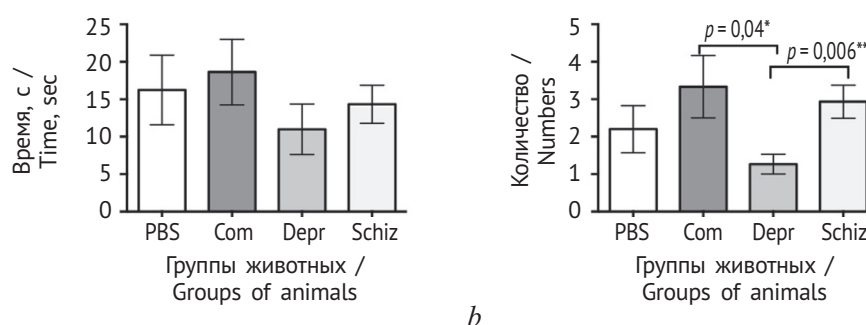 Время, с /
Time, sec
25
20
15
10
5
0
PBS Com Depr Schiz
Группы животных /
Groups of animals
b
Количество /
Numbers
5
4
3
2
1
0
p = 0,04*
p = 0,006**
PBS Com Depr Schiz
Группы животных /
Groups of animals